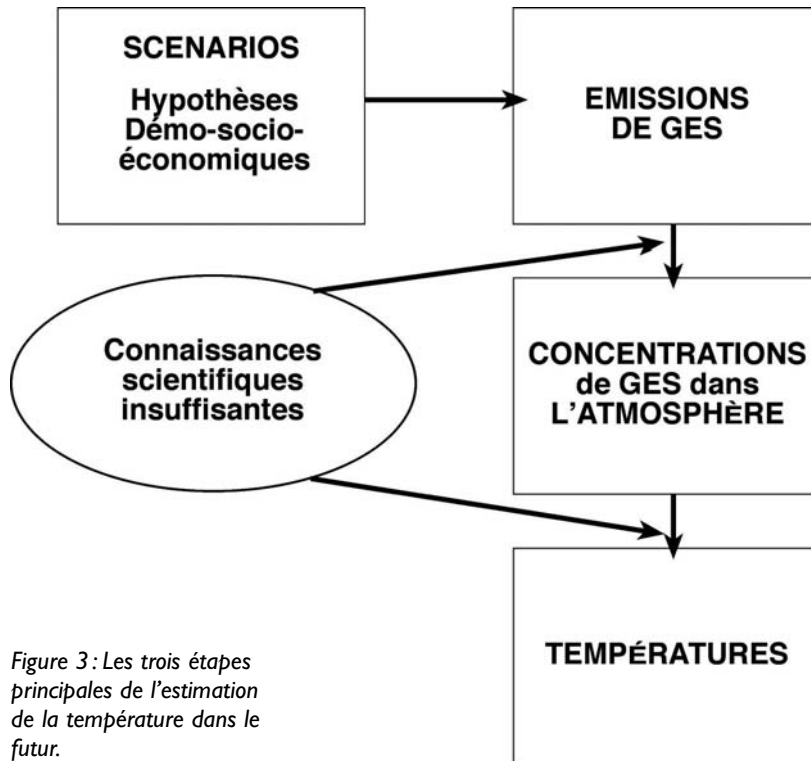 SCENARIOS
Hypothèses
Démo-socio-
économiques
EMISSIONS
DE GES
Connaissances
scientifiques
insuffisantes
CONCENTRATIONS
de GES dans
L'ATMOSPHÈRE
TEMPÉRATURES
Figure 3 : Les trois étapes
principales de l'estimation
de la température dans le
futur.